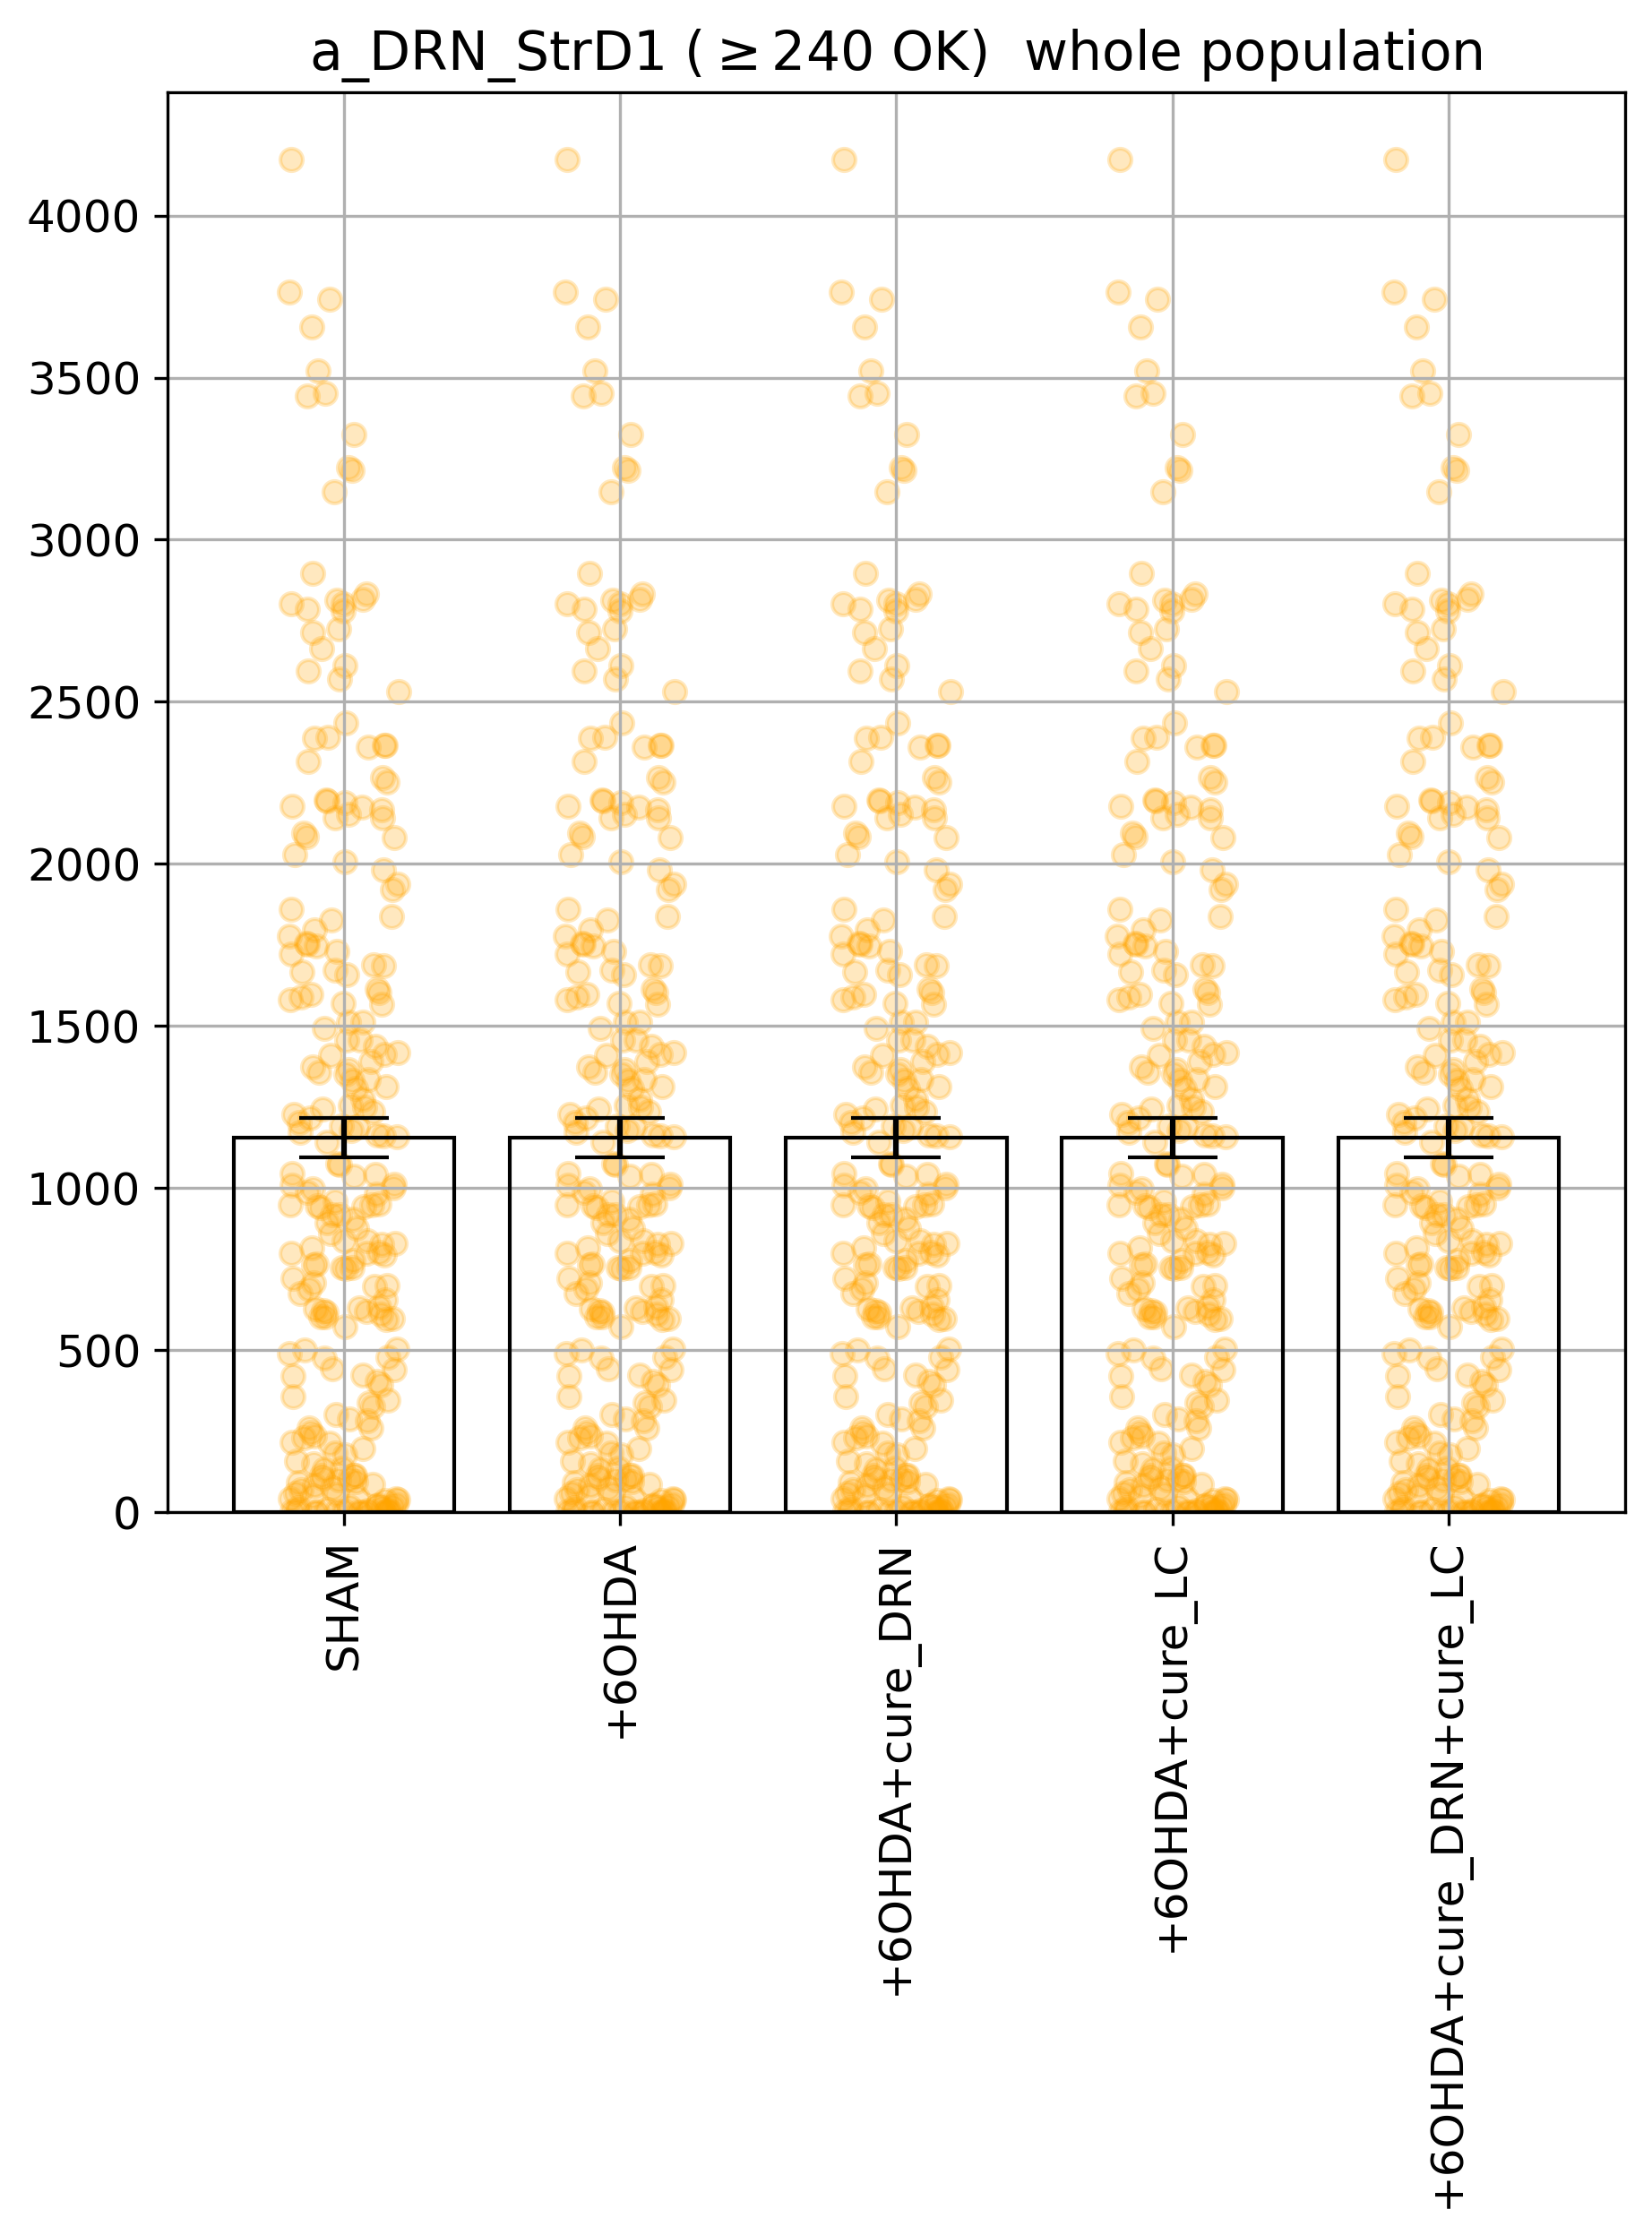 a_DRN_StrD1 ( ≥ 240 OK)  whole population
4000
3500
3000
2500
2000
1500
1000
500
0
SHAM
+6OHDA
+6OHDA+cure_DRN
+6OHDA+cure_LC
+6OHDA+cure_DRN+cure_LC